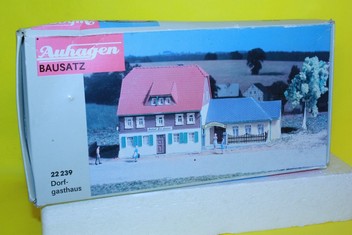 Auhagen
BAUSATZ
22 239
Dorf-
gasthaus